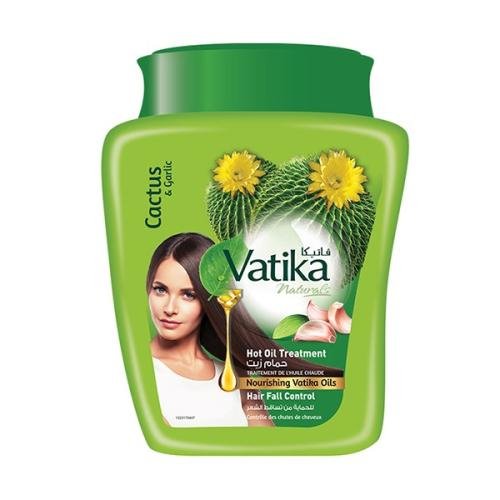 Cactus
& Garlic
فاتيكا
Vatika
Naturals
Hot Oil Treatment
حمام زيت
TRAITEMENT DE L'HUILE CHAUDE
Nourishing Vatika Oils
Hair Fall Control
للحماية من تساقط الشعر
Contrôle des chutes de cheveux